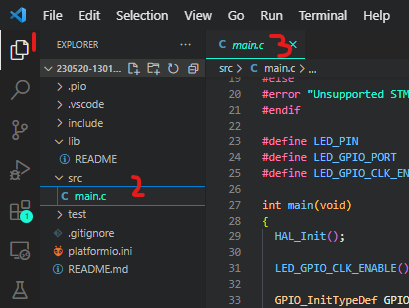 File Edit Selection View Go Run Terminal Help
1
EXPLORER ...
main.c 3
230520-1301...
src > C main.c > ...
.pio
.vscode
include
lib
README
src
main.c 2
test
.gitignore
platformio.ini
README.md
1
19 #else
20 #error "Unsupported STM
21 #endif
22
23 #define LED_PIN
24 #define LED_GPIO_PORT
25 #define LED_GPIO_CLK_EN
26
27 int main(void)
28 {
29 HAL_Init();
30
31 LED_GPIO_CLK_ENABLE()
32
33 GPIO_InitTypeDef GPIO